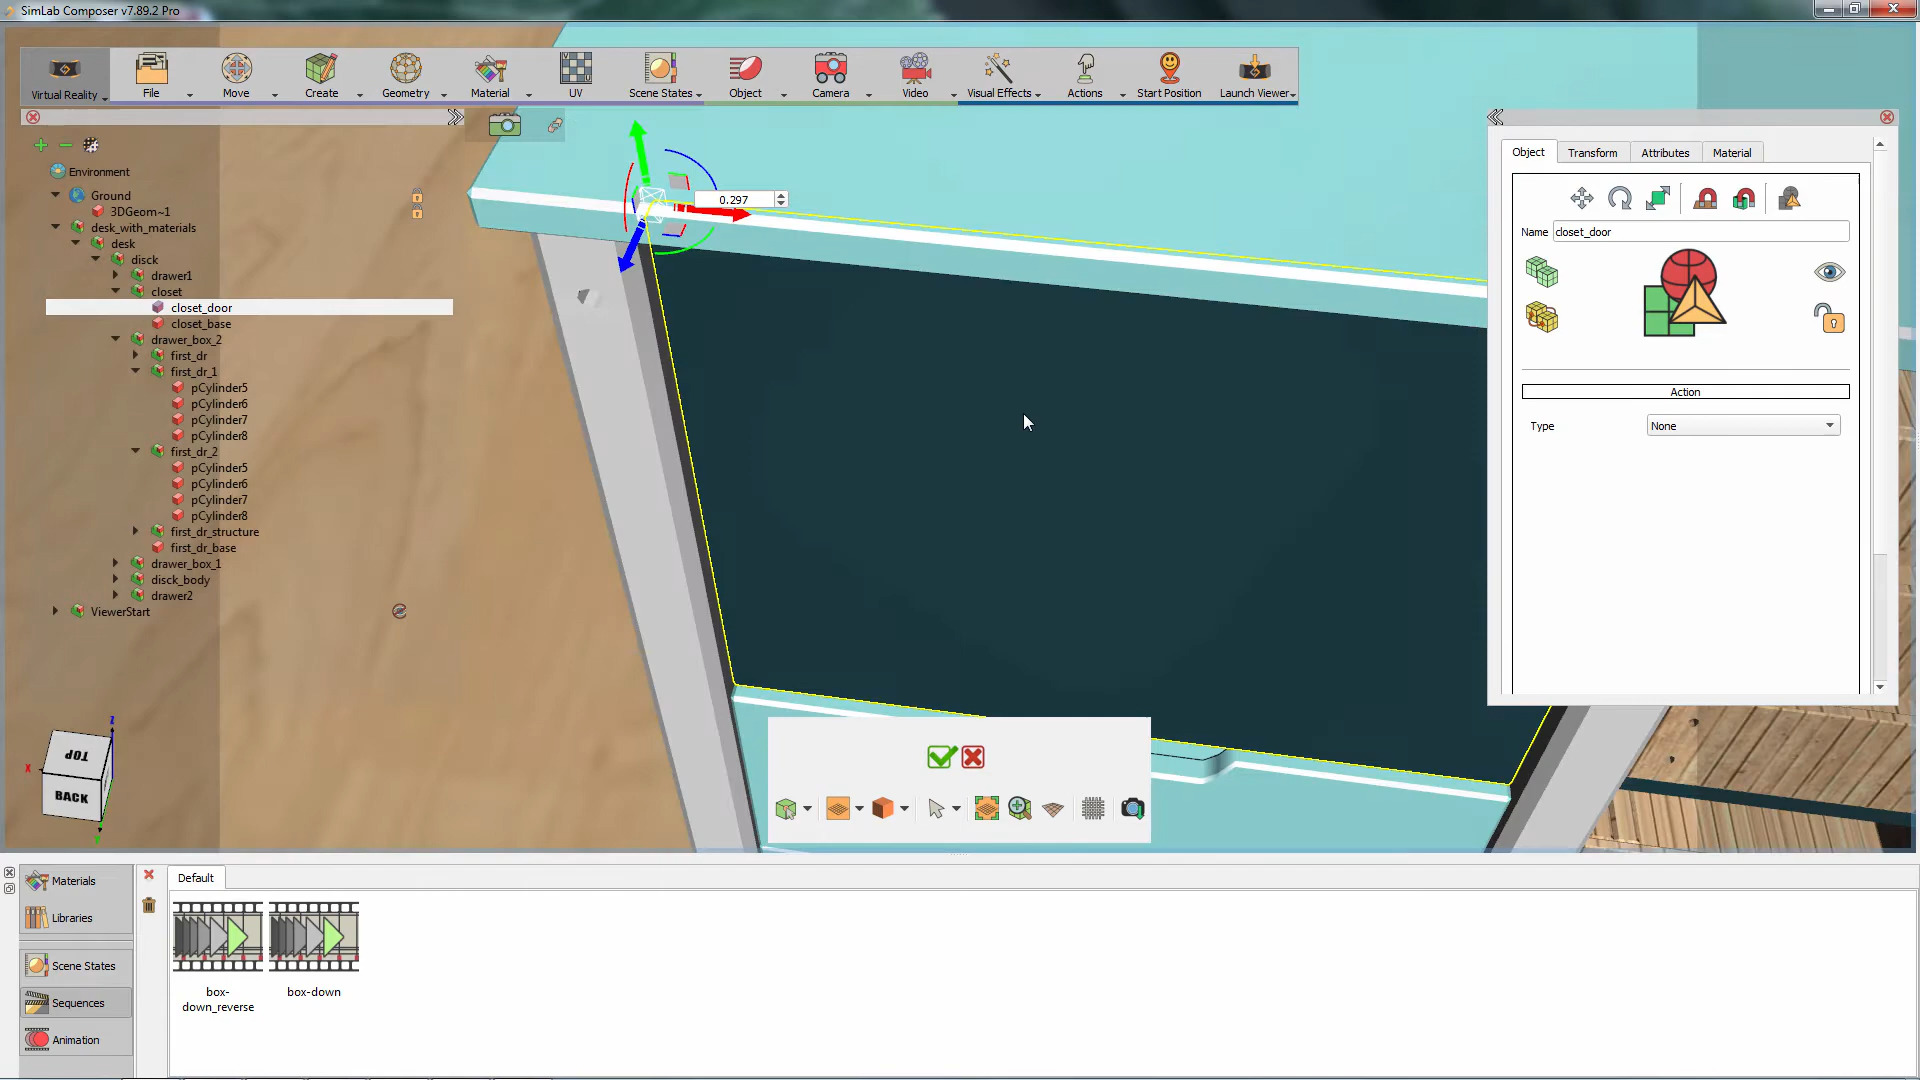 SimLab Composer v7.89.2 Pro
Virtual Reality
File
Move
Create
Geometry
Material
UV
Scene States
Object
Camera
Video
Visual Effects
Actions
Start Position
Launch Viewer
Environment
Ground
3DGeom~1
desk_with_materials
desk
disck
drawer1
closet
closet_door
closet_base
drawer_box_2
first_dr
first_dr_1
pCylinder5
pCylinder6
pCylinder7
pCylinder8
first_dr_2
pCylinder5
pCylinder6
pCylinder7
pCylinder8
first_dr_structure
first_dr_base
drawer_box_1
disck_body
drawer2
ViewerStart
0.297
Object
Transform
Attributes
Material
Name closet_door
Action
Type None
Z
X
TOP
BACK
Materials
Libraries
Scene States
Sequences
Animation
Default
box-
down_reverse
box-down